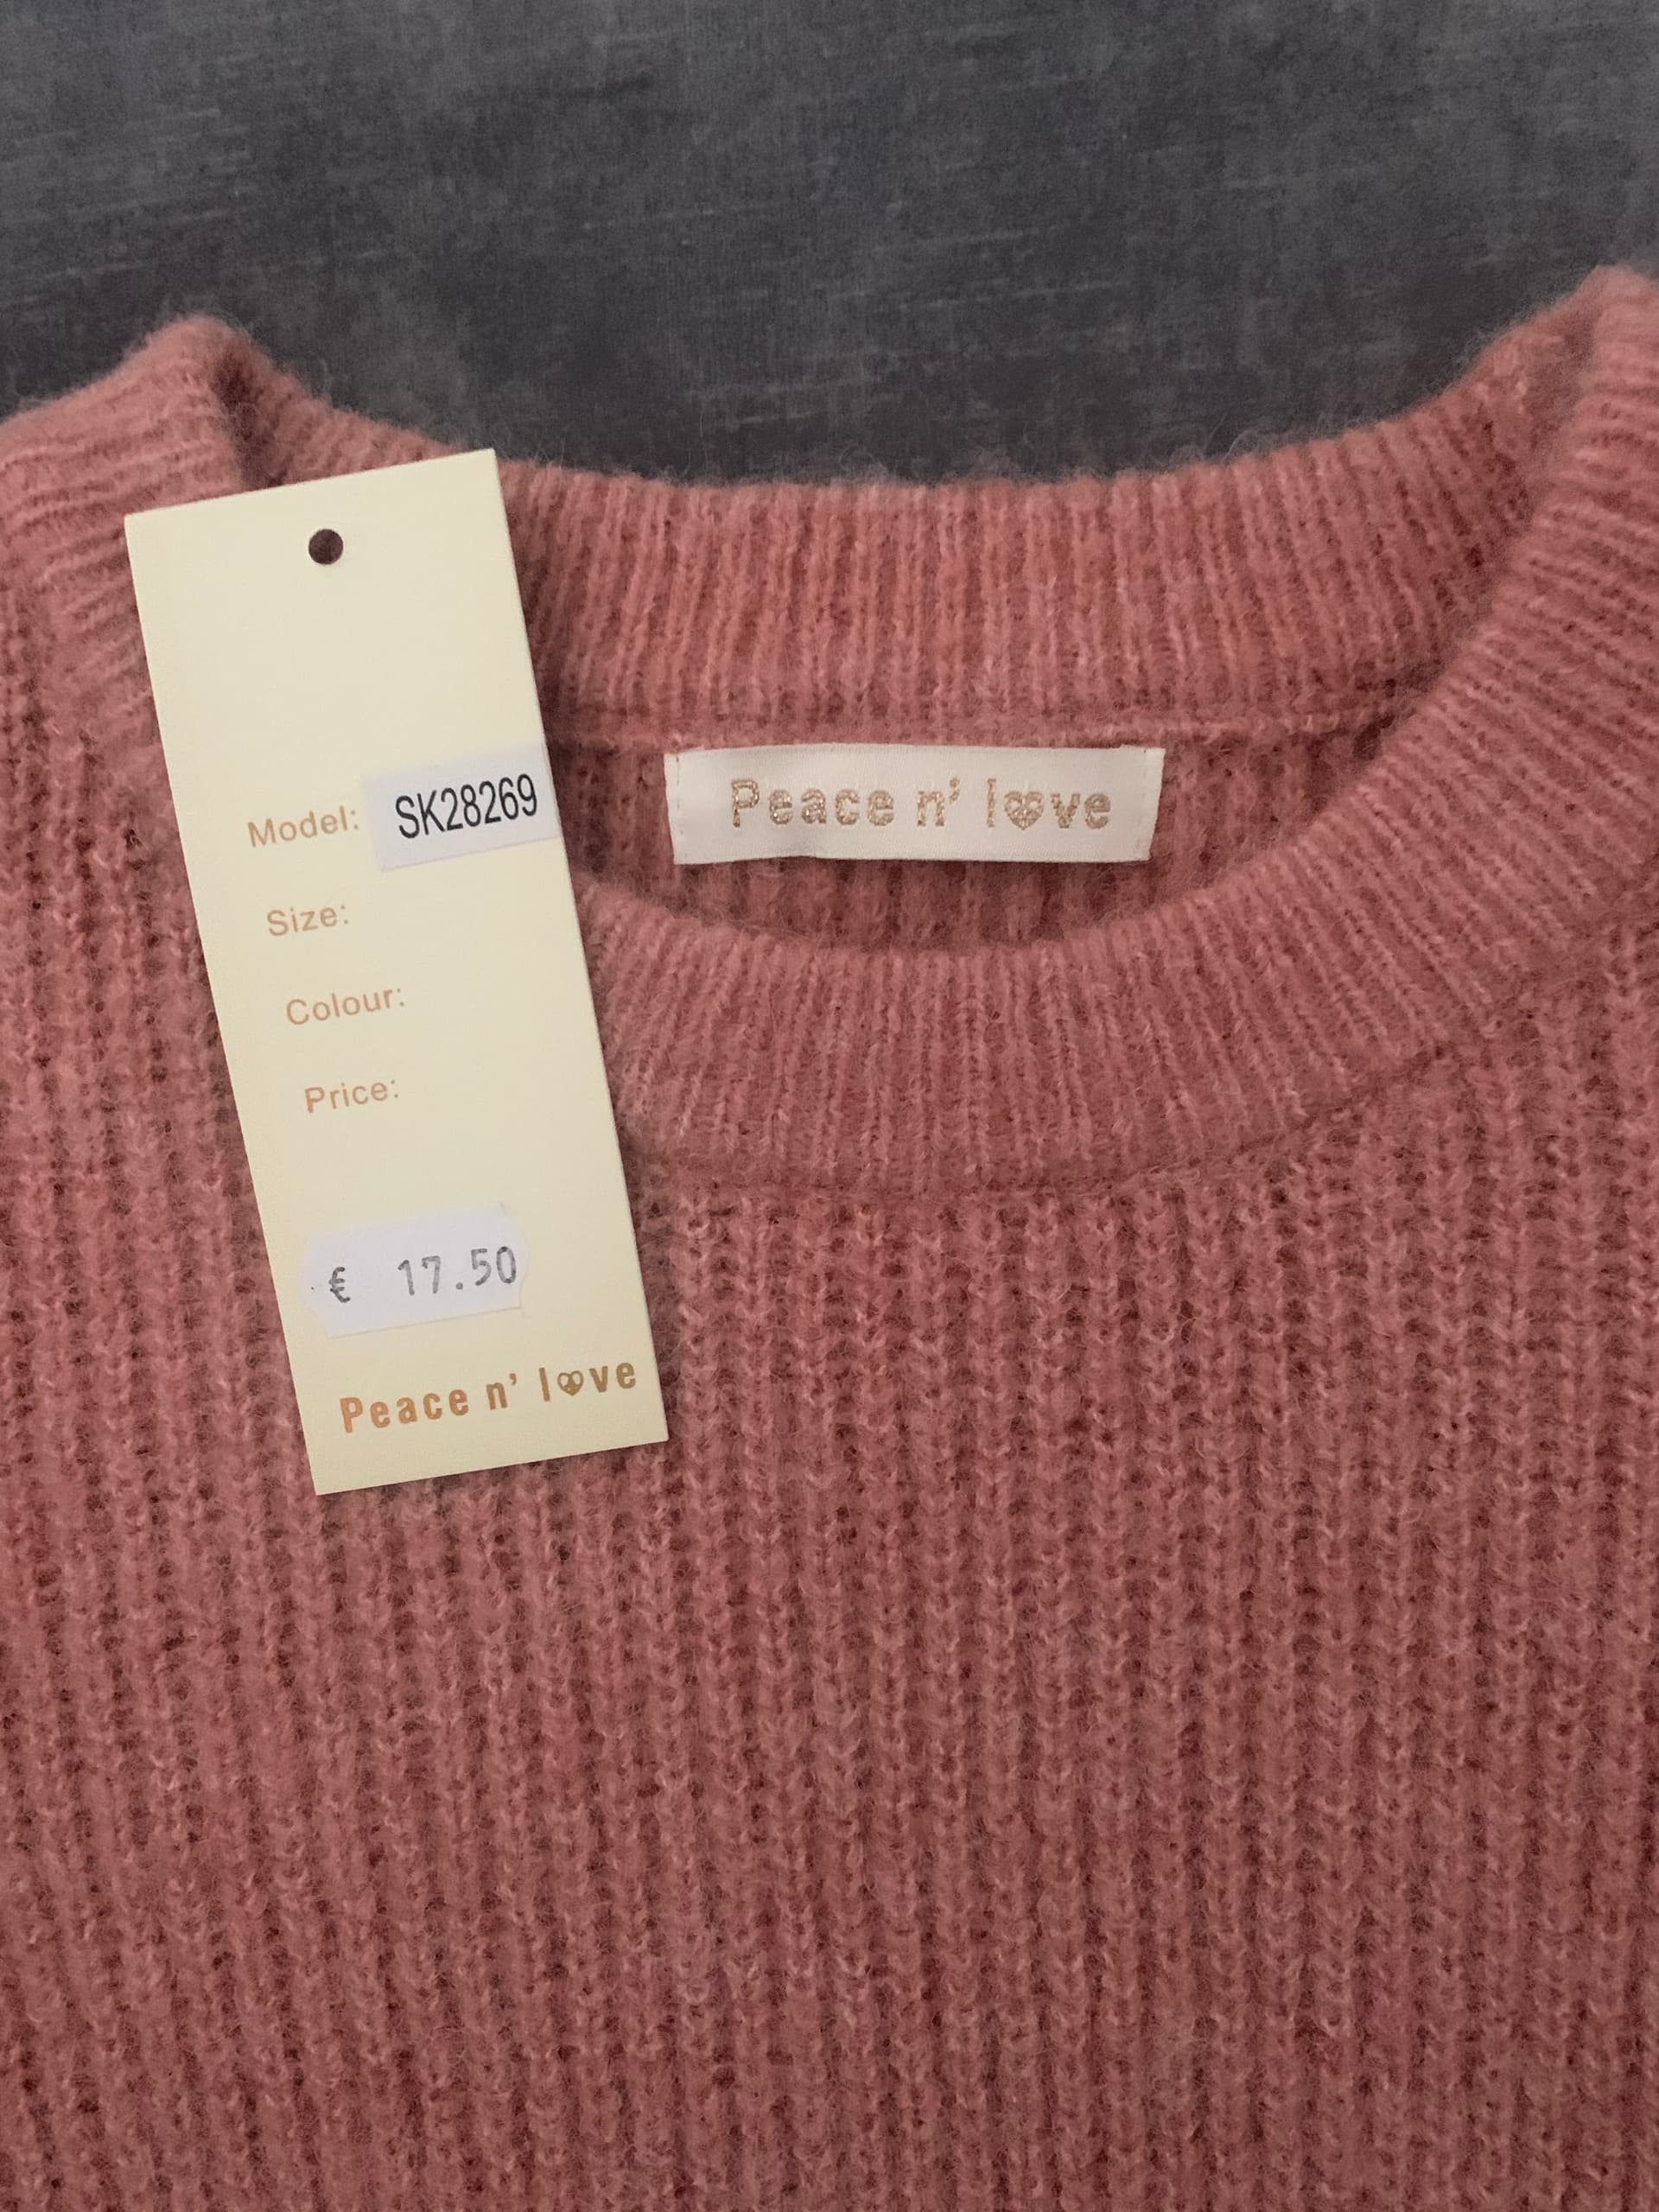 Model: SK28269
Size:
Colour:
Price:
€ 17.50
Peace n' love
Peace n' love